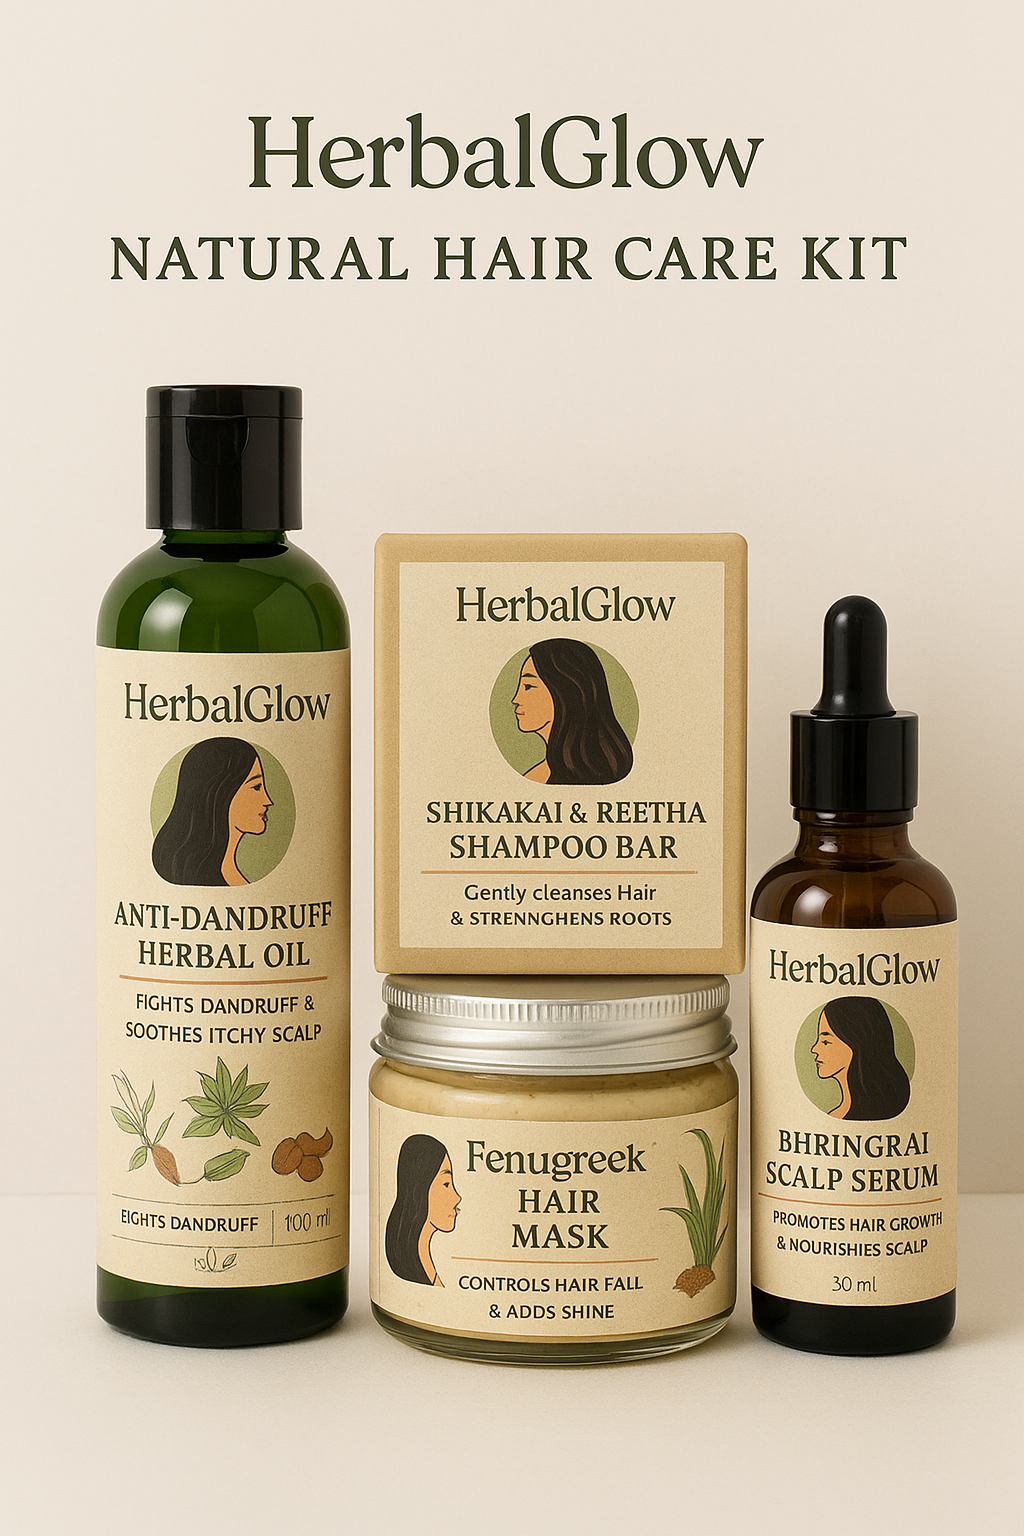 HerbalGlow
NATURAL HAIR CARE KIT
HerbalGlow
ANTI-DANDRUFF
HERBAL OIL
FIGHTS DANDRUFF &
SOOTHES ITCHY SCALP
EIGHTS DANDRUFF
100 ml
HerbalGlow
SHIKAKAI & REETHA
SHAMPOO BAR
Gently cleanses Hair
& STRENNGHENS ROOTS
Fenugreek
HAIR
MASK
CONTROLS HAIR FALL
& ADDS SHINE
HerbalGlow
BHRINGRAI
SCALP SERUM
PROMOTES HAIR GROWTH
& NOURISHIES SCALP
30 ml